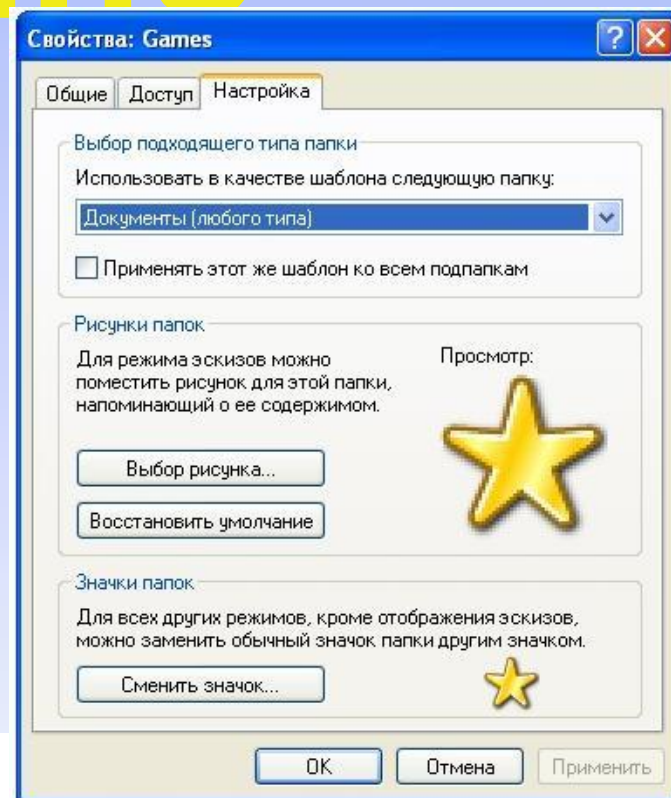 Свойства: Games
Общие Доступ Настройка
Выбор подходящего типа папки
Использовать в качестве шаблона следующую папку:
Документы (любого типа)
Применять этот же шаблон ко всем подпапкам
Рисунки папок
Для режима эскизов можно
поместить рисунок для этой папки,
напоминающий о ее содержимом.
Просмотр:
Выбор рисунка...
Восстановить умолчание
Значки папок
Для всех других режимов, кроме отображения эскизов,
можно заменить обычный значок папки другим значком.
Сменить значок...
OK Отмена Применить